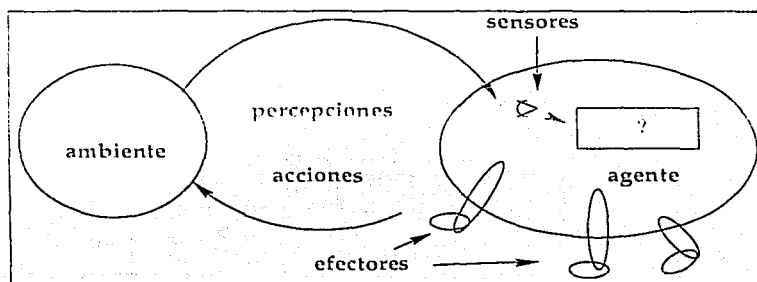 sensores
percepciones
?
ambiente
acciones
agente
efectores